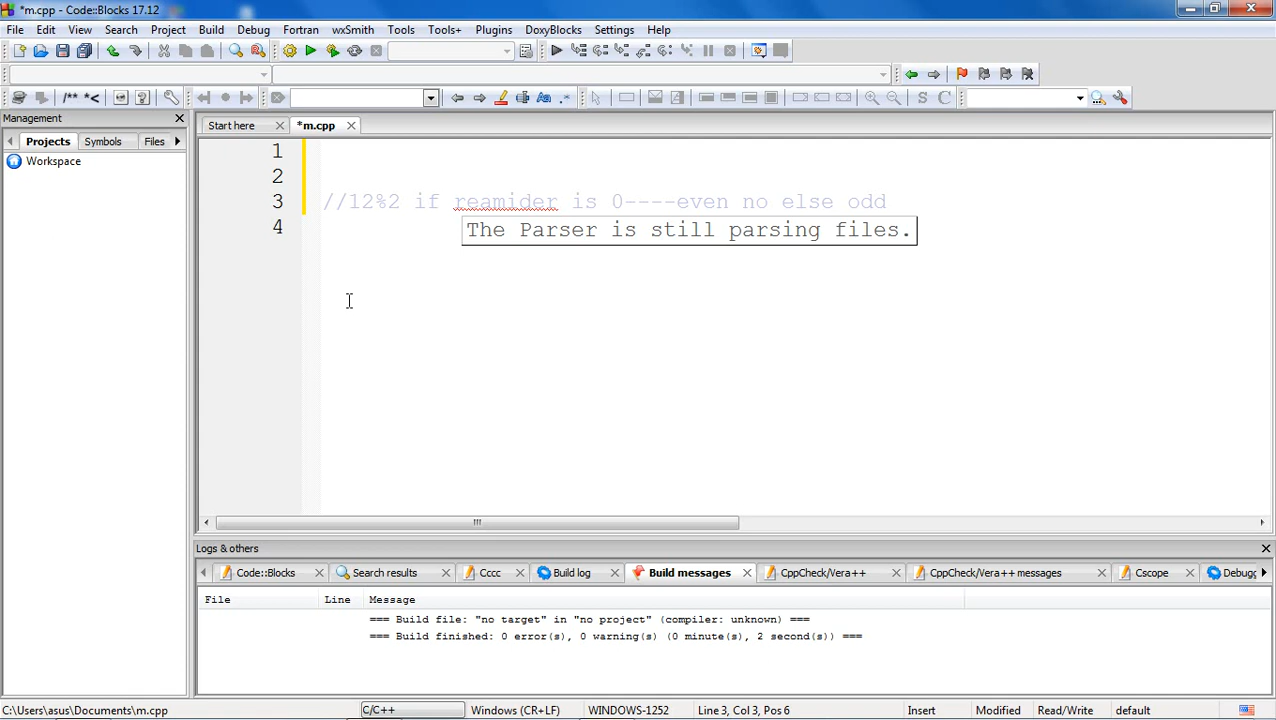 *m.cpp - Code::Blocks 17.12
File Edit View Search Project Build Debug Fortran wxSmith Tools Tools+ Plugins DoxyBlocks Settings Help
/** *<
S C
Management
Start here *m.cpp
Projects Symbols Files
Workspace
1
2
3 //12%2 if reamider is 0----even no else odd
4
The Parser is still parsing files.
Logs & others
Code::Blocks Search results Cccc Build log Build messages CppCheck/Vera++ CppCheck/Vera++ messages Cscope Debugg
File Line Message
=== Build file: "no target" in "no project" (compiler: unknown) ===
=== Build finished: 0 error(s), 0 warning(s) (0 minute(s), 2 second(s)) ===
C:\Users\asus\Documents\m.cpp C/C++ Windows (CR+LF) WINDOWS-1252 Line 3, Col 3, Pos 6 Insert Modified Read/Write default